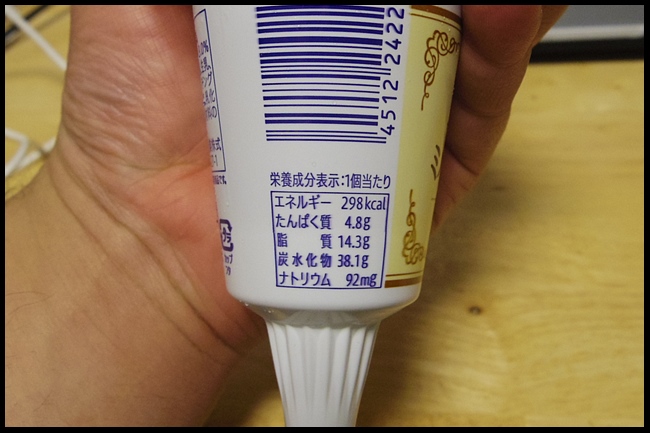 4512 2422
栄養成分表示:1個当たり
エネルギー 298kcal
たんぱく質 4.8g
脂 質 14.3g
炭水化物 38.1g
ナトリウム 92mg
プラ